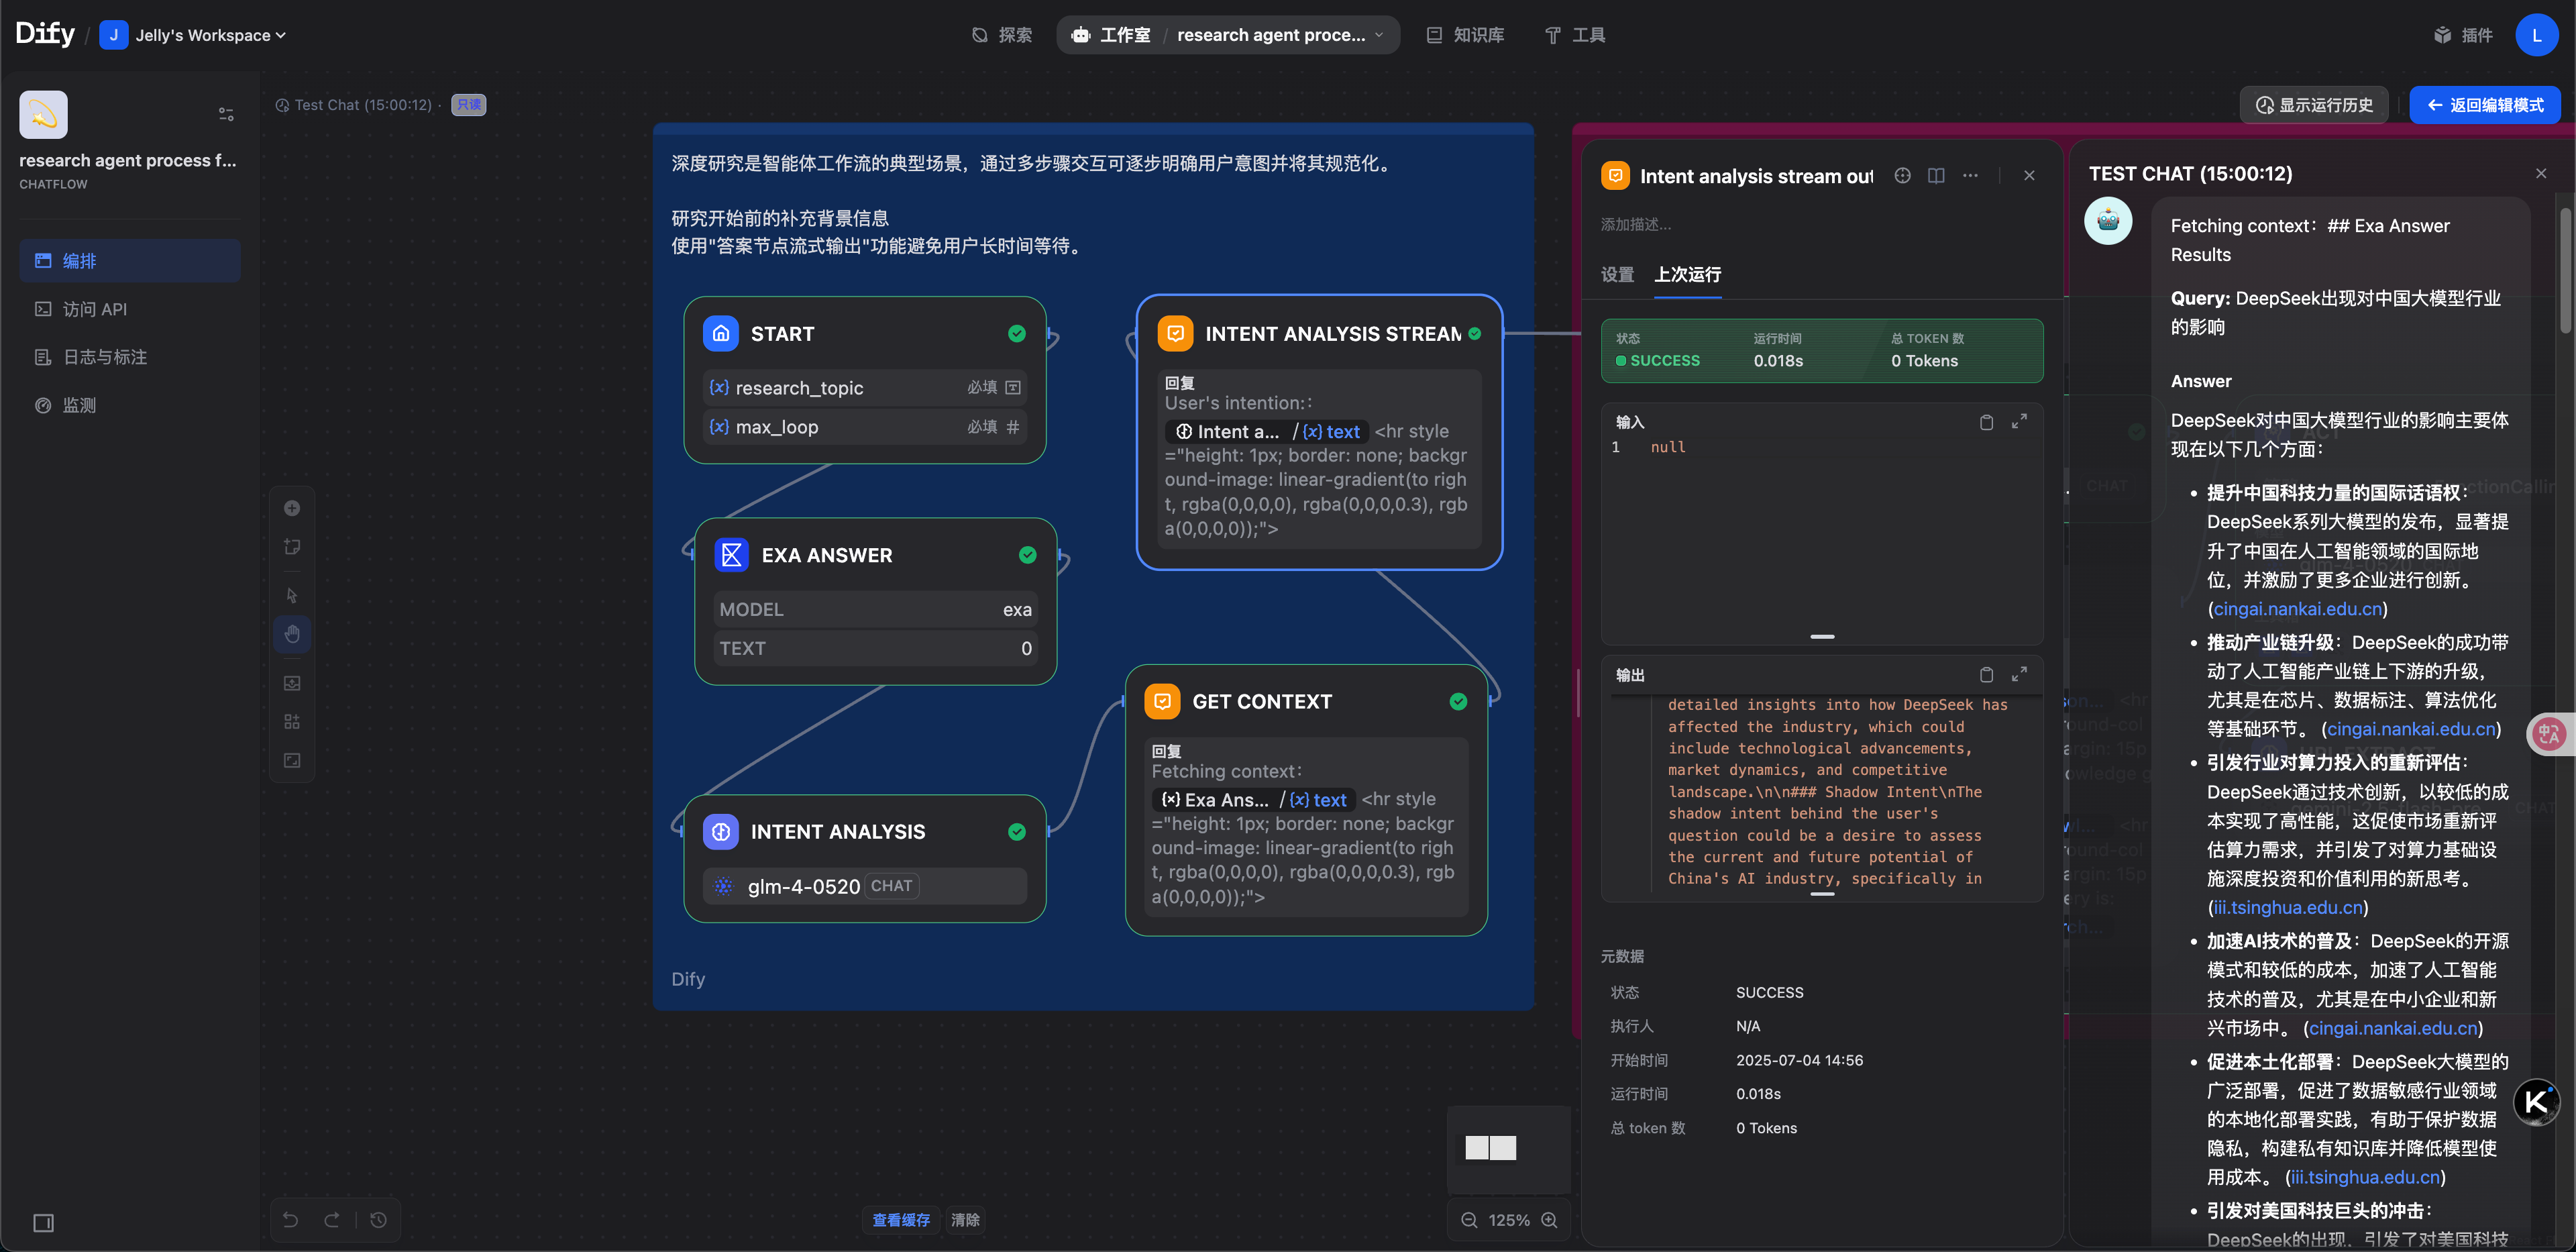 Dify / J Jelly's Workspace
探索
工作室 / research agent proce...
知识库
工具
插件
L
research agent process f...
CHATFLOW
编排
访问 API
日志与标注
监测
Test Chat (15:00:12) · 只读
显示运行历史
返回编辑模式
深度研究是智能体工作流的典型场景，通过多步骤交互可逐步明确用户意图并将其规范化。
研究开始前的补充背景信息
使用"答案节点流式输出"功能避免用户长时间等待。
START
{x} research_topic 必填
{x} max_loop 必填
EXA ANSWER
MODEL exa
TEXT 0
INTENT ANALYSIS
glm-4-0520 CHAT
INTENT ANALYSIS STREAM
回复
User's intention::
Intent a... / {x} text <hr style
="height: 1px; border: none; backgr
ound-image: linear-gradient(to righ
t, rgba(0,0,0,0), rgba(0,0,0,0.3), rgb
a(0,0,0,0));">
GET CONTEXT
回复
Fetching context：
{x} Exa Ans... / {x} text <hr style
="height: 1px; border: none; backgr
ound-image: linear-gradient(to righ
t, rgba(0,0,0,0), rgba(0,0,0,0.3), rgb
a(0,0,0,0));">
Dify
查看缓存 清除
125%
Intent analysis stream out
添加描述...
设置 上次运行
状态 运行时间 总 TOKEN 数
SUCCESS 0.018s 0 Tokens
输入
1 null
输出
detailed insights into how DeepSeek has
affected the industry, which could
include technological advancements,
market dynamics, and competitive
landscape.\n\n### Shadow Intent\nThe
shadow intent behind the user's
question could be a desire to assess
the current and future potential of
China's AI industry, specifically in
元数据
状态 SUCCESS
执行人 N/A
开始时间 2025-07-04 14:56
运行时间 0.018s
总 token 数 0 Tokens
TEST CHAT (15:00:12)
Fetching context：## Exa Answer
Results
Query: DeepSeek出现对中国大模型行业
的影响
Answer
DeepSeek对中国大模型行业的影响主要体
现在以下几个方面：
• 提升中国科技力量的国际话语权：
DeepSeek系列大模型的发布，显著提
升了中国在人工智能领域的国际地
位，并激励了更多企业进行创新。
(cingai.nankai.edu.cn)
• 推动产业链升级：DeepSeek的成功带
动了人工智能产业链上下游的升级，
尤其是在芯片、数据标注、算法优化
等基础环节。 (cingai.nankai.edu.cn)
• 引发行业对算力投入的重新评估：
DeepSeek通过技术创新，以较低的成
本实现了高性能，这促使市场重新评
估算力需求，并引发了对算力基础设
施深度投资和价值利用的新思考。
(iii.tsinghua.edu.cn)
• 加速AI技术的普及：DeepSeek的开源
模式和较低的成本，加速了人工智能
技术的普及，尤其是在中小企业和新
兴市场中。 (cingai.nankai.edu.cn)
• 促进本土化部署：DeepSeek大模型的
广泛部署，促进了数据敏感行业领域
的本地化部署实践，有助于保护数据
隐私，构建私有知识库并降低模型使
用成本。 (iii.tsinghua.edu.cn)
• 引发对美国科技巨头的冲击：
DeepSeek的出现，引发了对美国科技